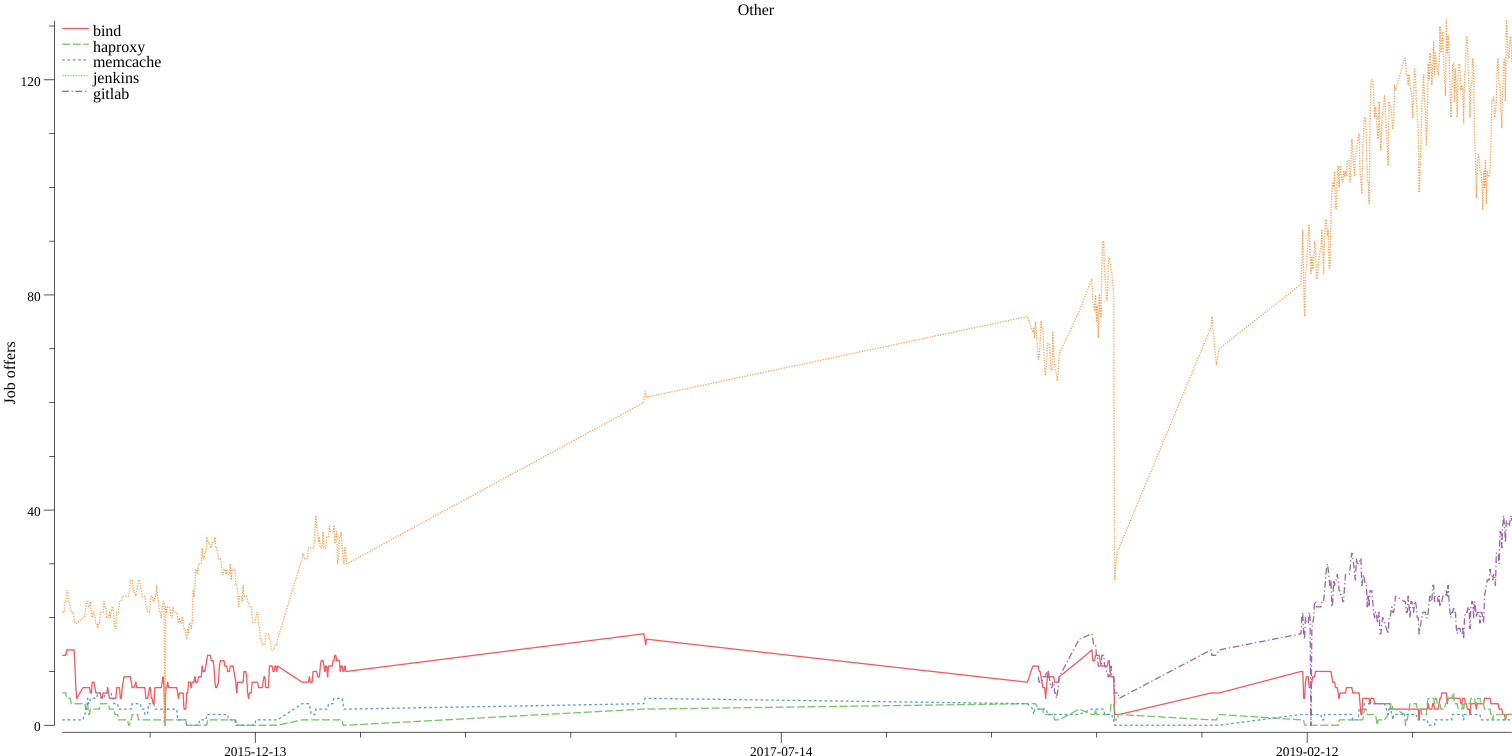 Other
bind
haproxy
memcache
jenkins
gitlab
120
80
40
0
Job offers
2015-12-13
2017-07-14
2019-02-12